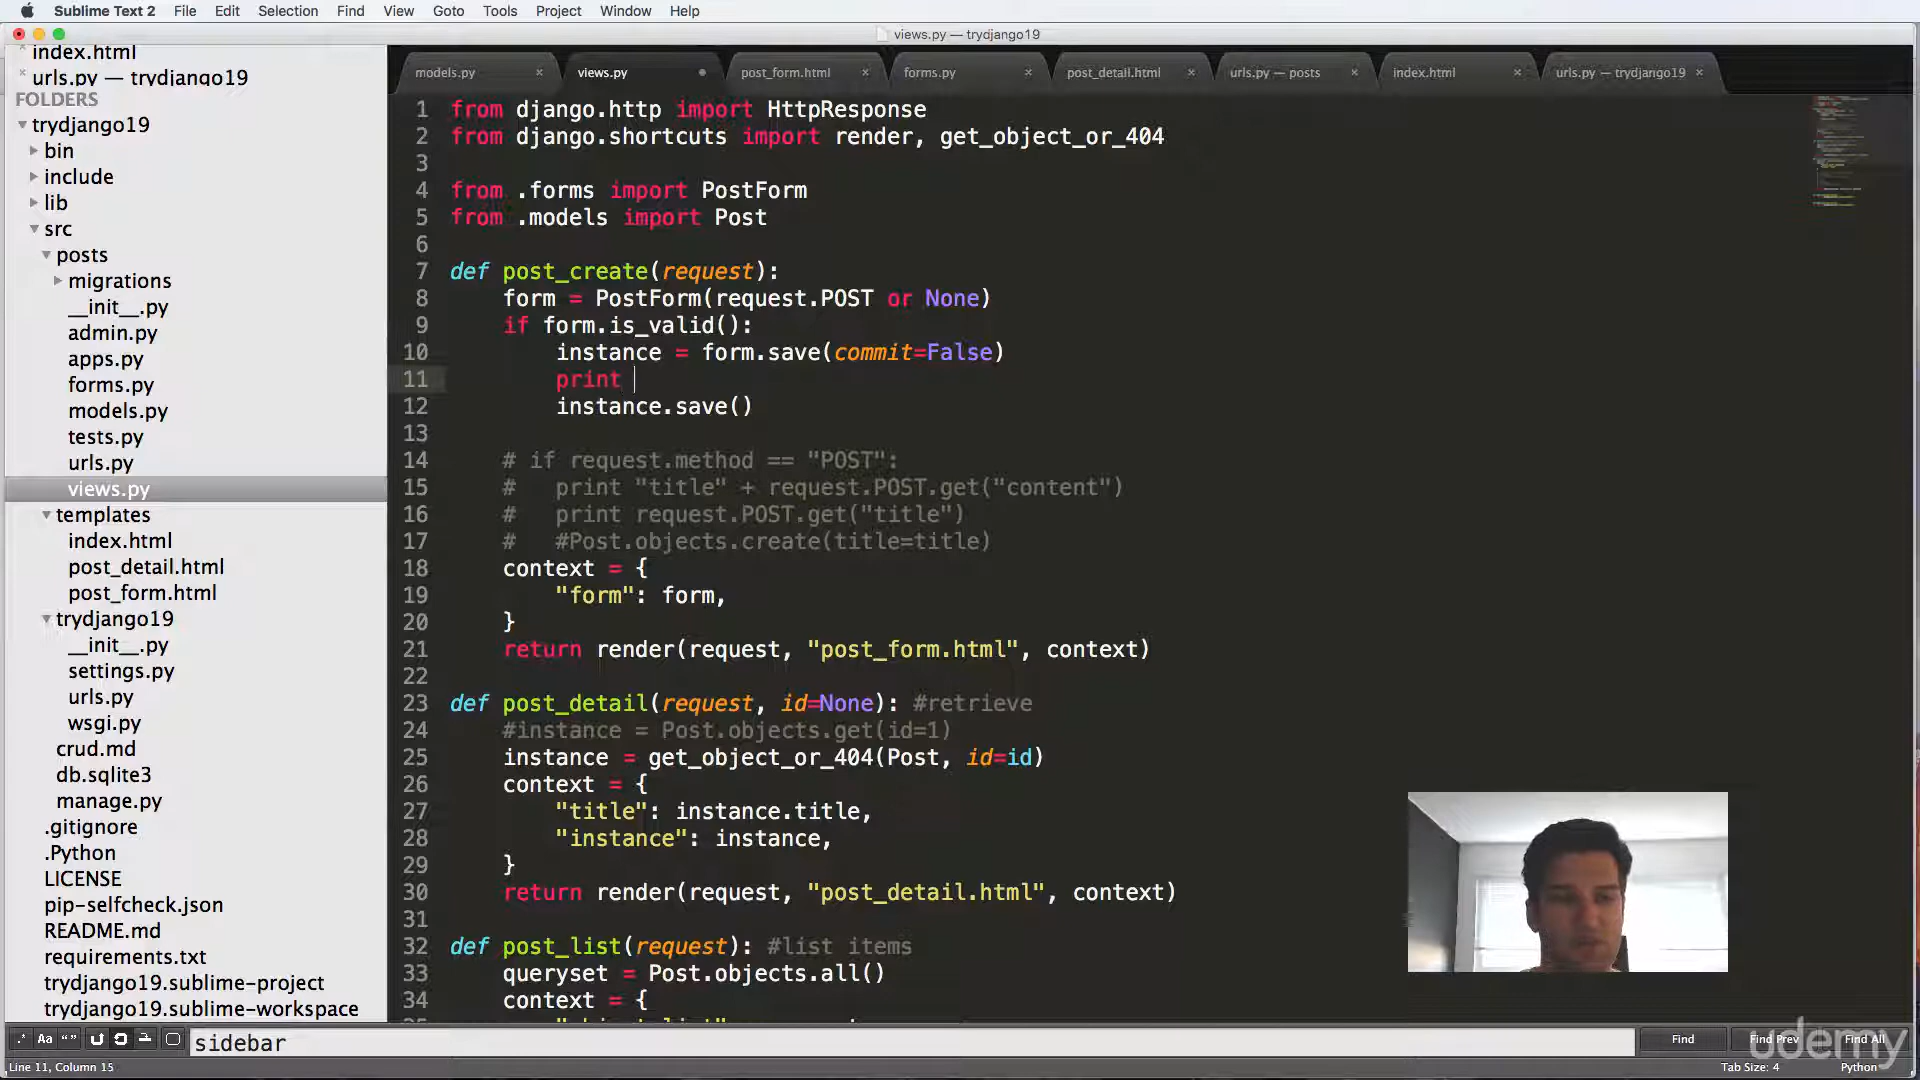 Sublime Text 2 File Edit Selection Find View Goto Tools Project Window Help
views.py — trydjango19
index.html
urls.py — trydjango19
FOLDERS
trydjango19
bin
include
lib
src
posts
migrations
__init__.py
admin.py
apps.py
forms.py
models.py
tests.py
urls.py
views.py
templates
index.html
post_detail.html
post_form.html
trydjango19
__init__.py
settings.py
urls.py
wsgi.py
crud.md
db.sqlite3
manage.py
.gitignore
.Python
LICENSE
pip-selfcheck.json
README.md
requirements.txt
trydjango19.sublime-project
trydjango19.sublime-workspace
models.py views.py post_form.html forms.py post_detail.html urls.py — posts index.html urls.py — trydjango19
1 from django.http import HttpResponse
2 from django.shortcuts import render, get_object_or_404
3
4 from .forms import PostForm
5 from .models import Post
6
7 def post_create(request):
8 form = PostForm(request.POST or None)
9 if form.is_valid():
10 instance = form.save(commit=False)
11 print
12 instance.save()
13
14 # if request.method == "POST":
15 # print "title" + request.POST.get("content")
16 # print request.POST.get("title")
17 # #Post.objects.create(title=title)
18 context = {
19 "form": form,
20 }
21 return render(request, "post_form.html", context)
22
23 def post_detail(request, id=None): #retrieve
24 #instance = Post.objects.get(id=1)
25 instance = get_object_or_404(Post, id=id)
26 context = {
27 "title": instance.title,
28 "instance": instance,
29 }
30 return render(request, "post_detail.html", context)
31
32 def post_list(request): #list items
33 queryset = Post.objects.all()
34 context = {
sidebar
Find Find Prev Find All
udemy
Line 11, Column 15
Tab Size: 4 Python